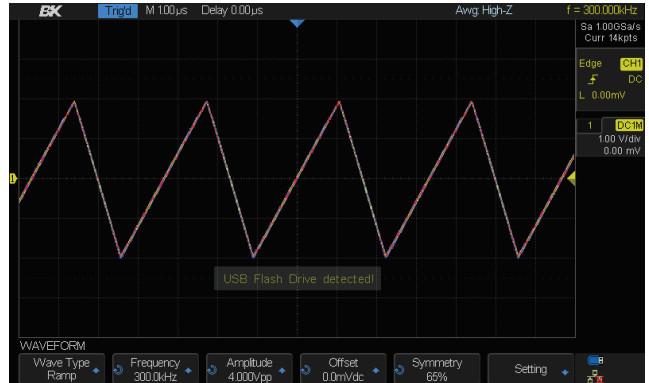 BK Trig'd M 1.00µs Delay 0.00µs Awg: High-Z f = 300.000kHz
Sa 1.00GSa/s
Curr 14kpts
Edge CH1
DC
L 0.00mV
1 DC1M
1.00 V/div
0.00 mV
1
USB Flash Drive detected!
WAVEFORM
Wave Type Frequency Amplitude Offset Symmetry Setting
Ramp 300.0kHz 4.000Vpp 0.0mVdc 65%